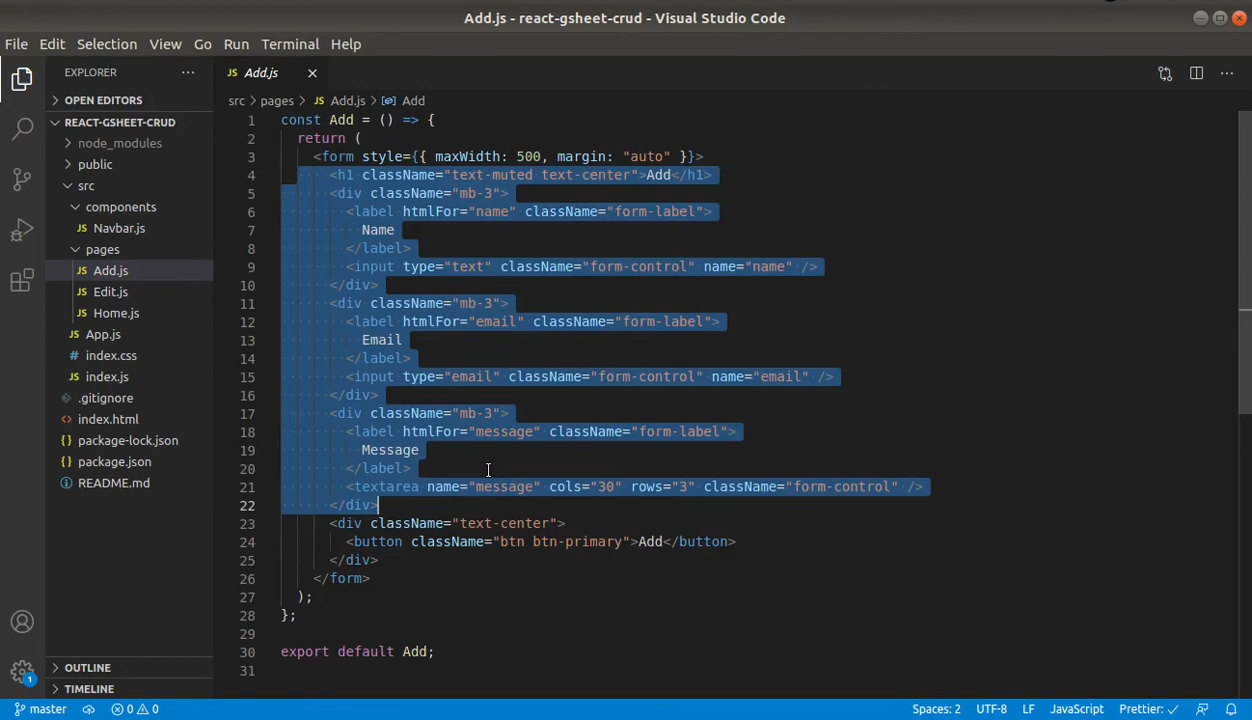 Add.js - react-gsheet-crud - Visual Studio Code
File Edit Selection View Go Run Terminal Help
EXPLORER
OPEN EDITORS
REACT-GSHEET-CRUD
node_modules
public
src
components
Navbar.js
pages
Add.js
Edit.js
Home.js
App.js
index.css
index.js
.gitignore
index.html
package-lock.json
package.json
README.md
OUTLINE
TIMELINE
JS Add.js
src > pages > JS Add.js > Add
1 const Add = () => {
2 return (
3 <form style={{ maxWidth: 500, margin: "auto" }}>
4 <h1 className="text-muted text-center">Add</h1>
5 <div className="mb-3">
6 <label htmlFor="name" className="form-label">
7 Name
8 </label>
9 <input type="text" className="form-control" name="name" />
10 </div>
11 <div className="mb-3">
12 <label htmlFor="email" className="form-label">
13 Email
14 </label>
15 <input type="email" className="form-control" name="email" />
16 </div>
17 <div className="mb-3">
18 <label htmlFor="message" className="form-label">
19 Message
20 </label>
21 <textarea name="message" cols="30" rows="3" className="form-control" />
22 </div>
23 <div className="text-center">
24 <button className="btn btn-primary">Add</button>
25 </div>
26 </form>
27 );
28 };
29
30 export default Add;
31
1
master 0 0 Spaces: 2 UTF-8 LF JavaScript Prettier: ✓